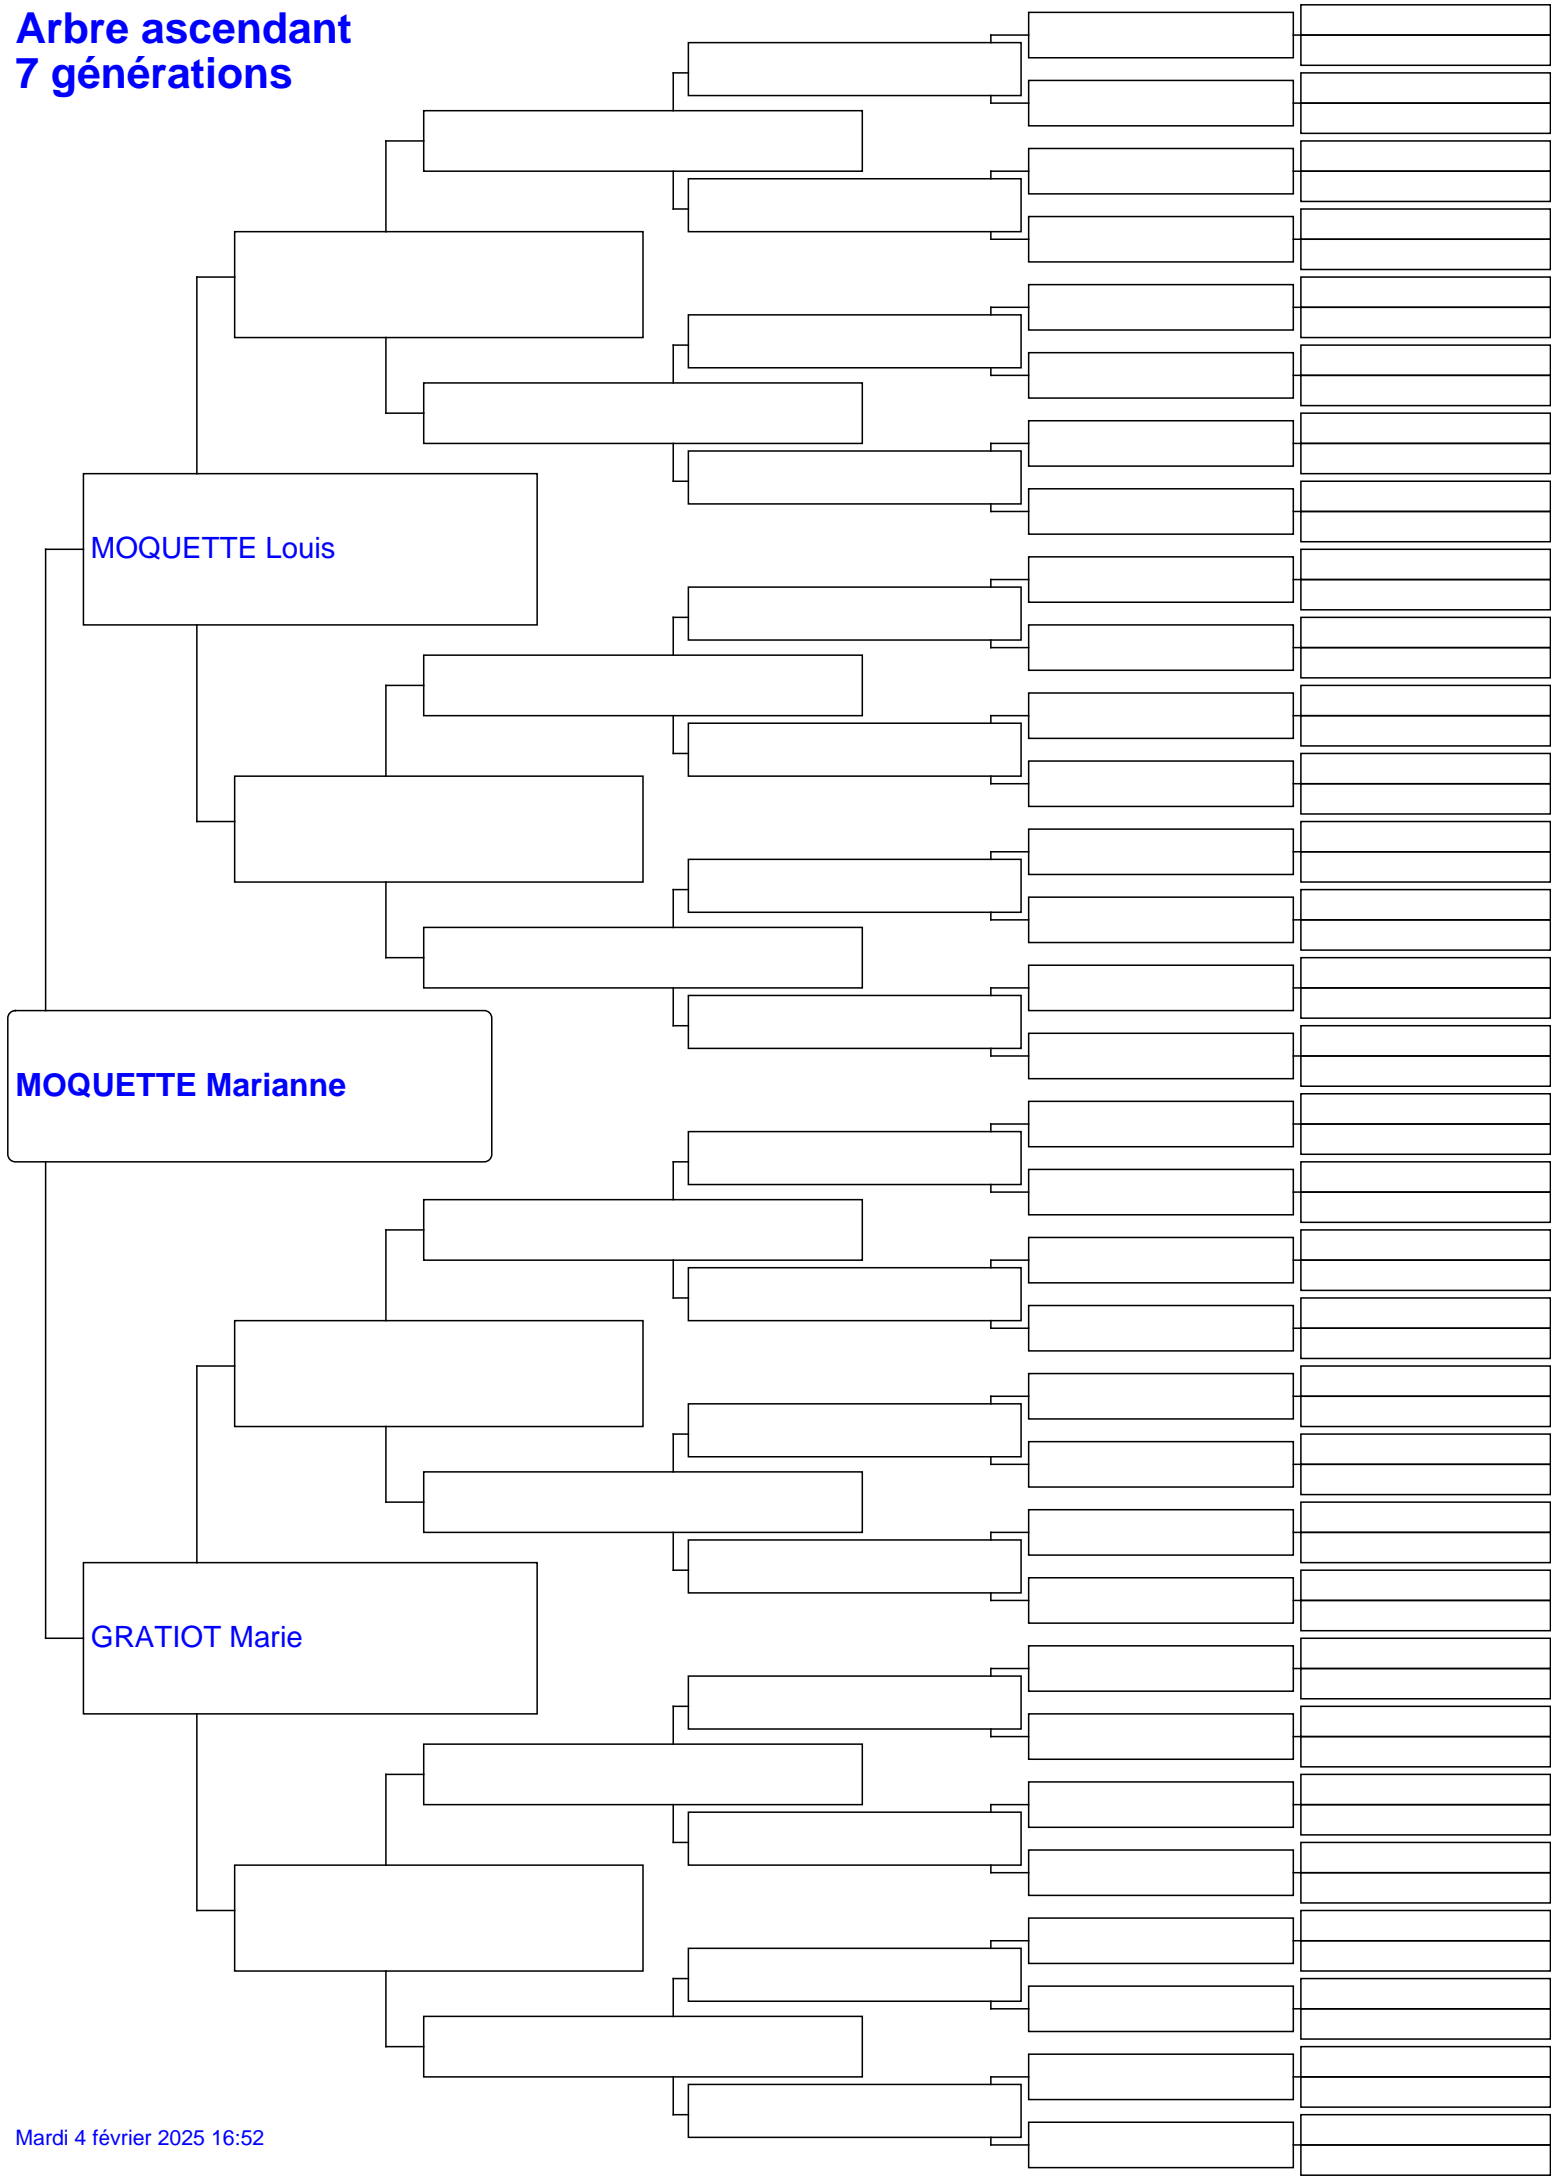 Arbre ascendant
7 générations
MOQUETTE Louis
MOQUETTE Marianne
GRATIOT Marie
Mardi 4 février 2025 16:52